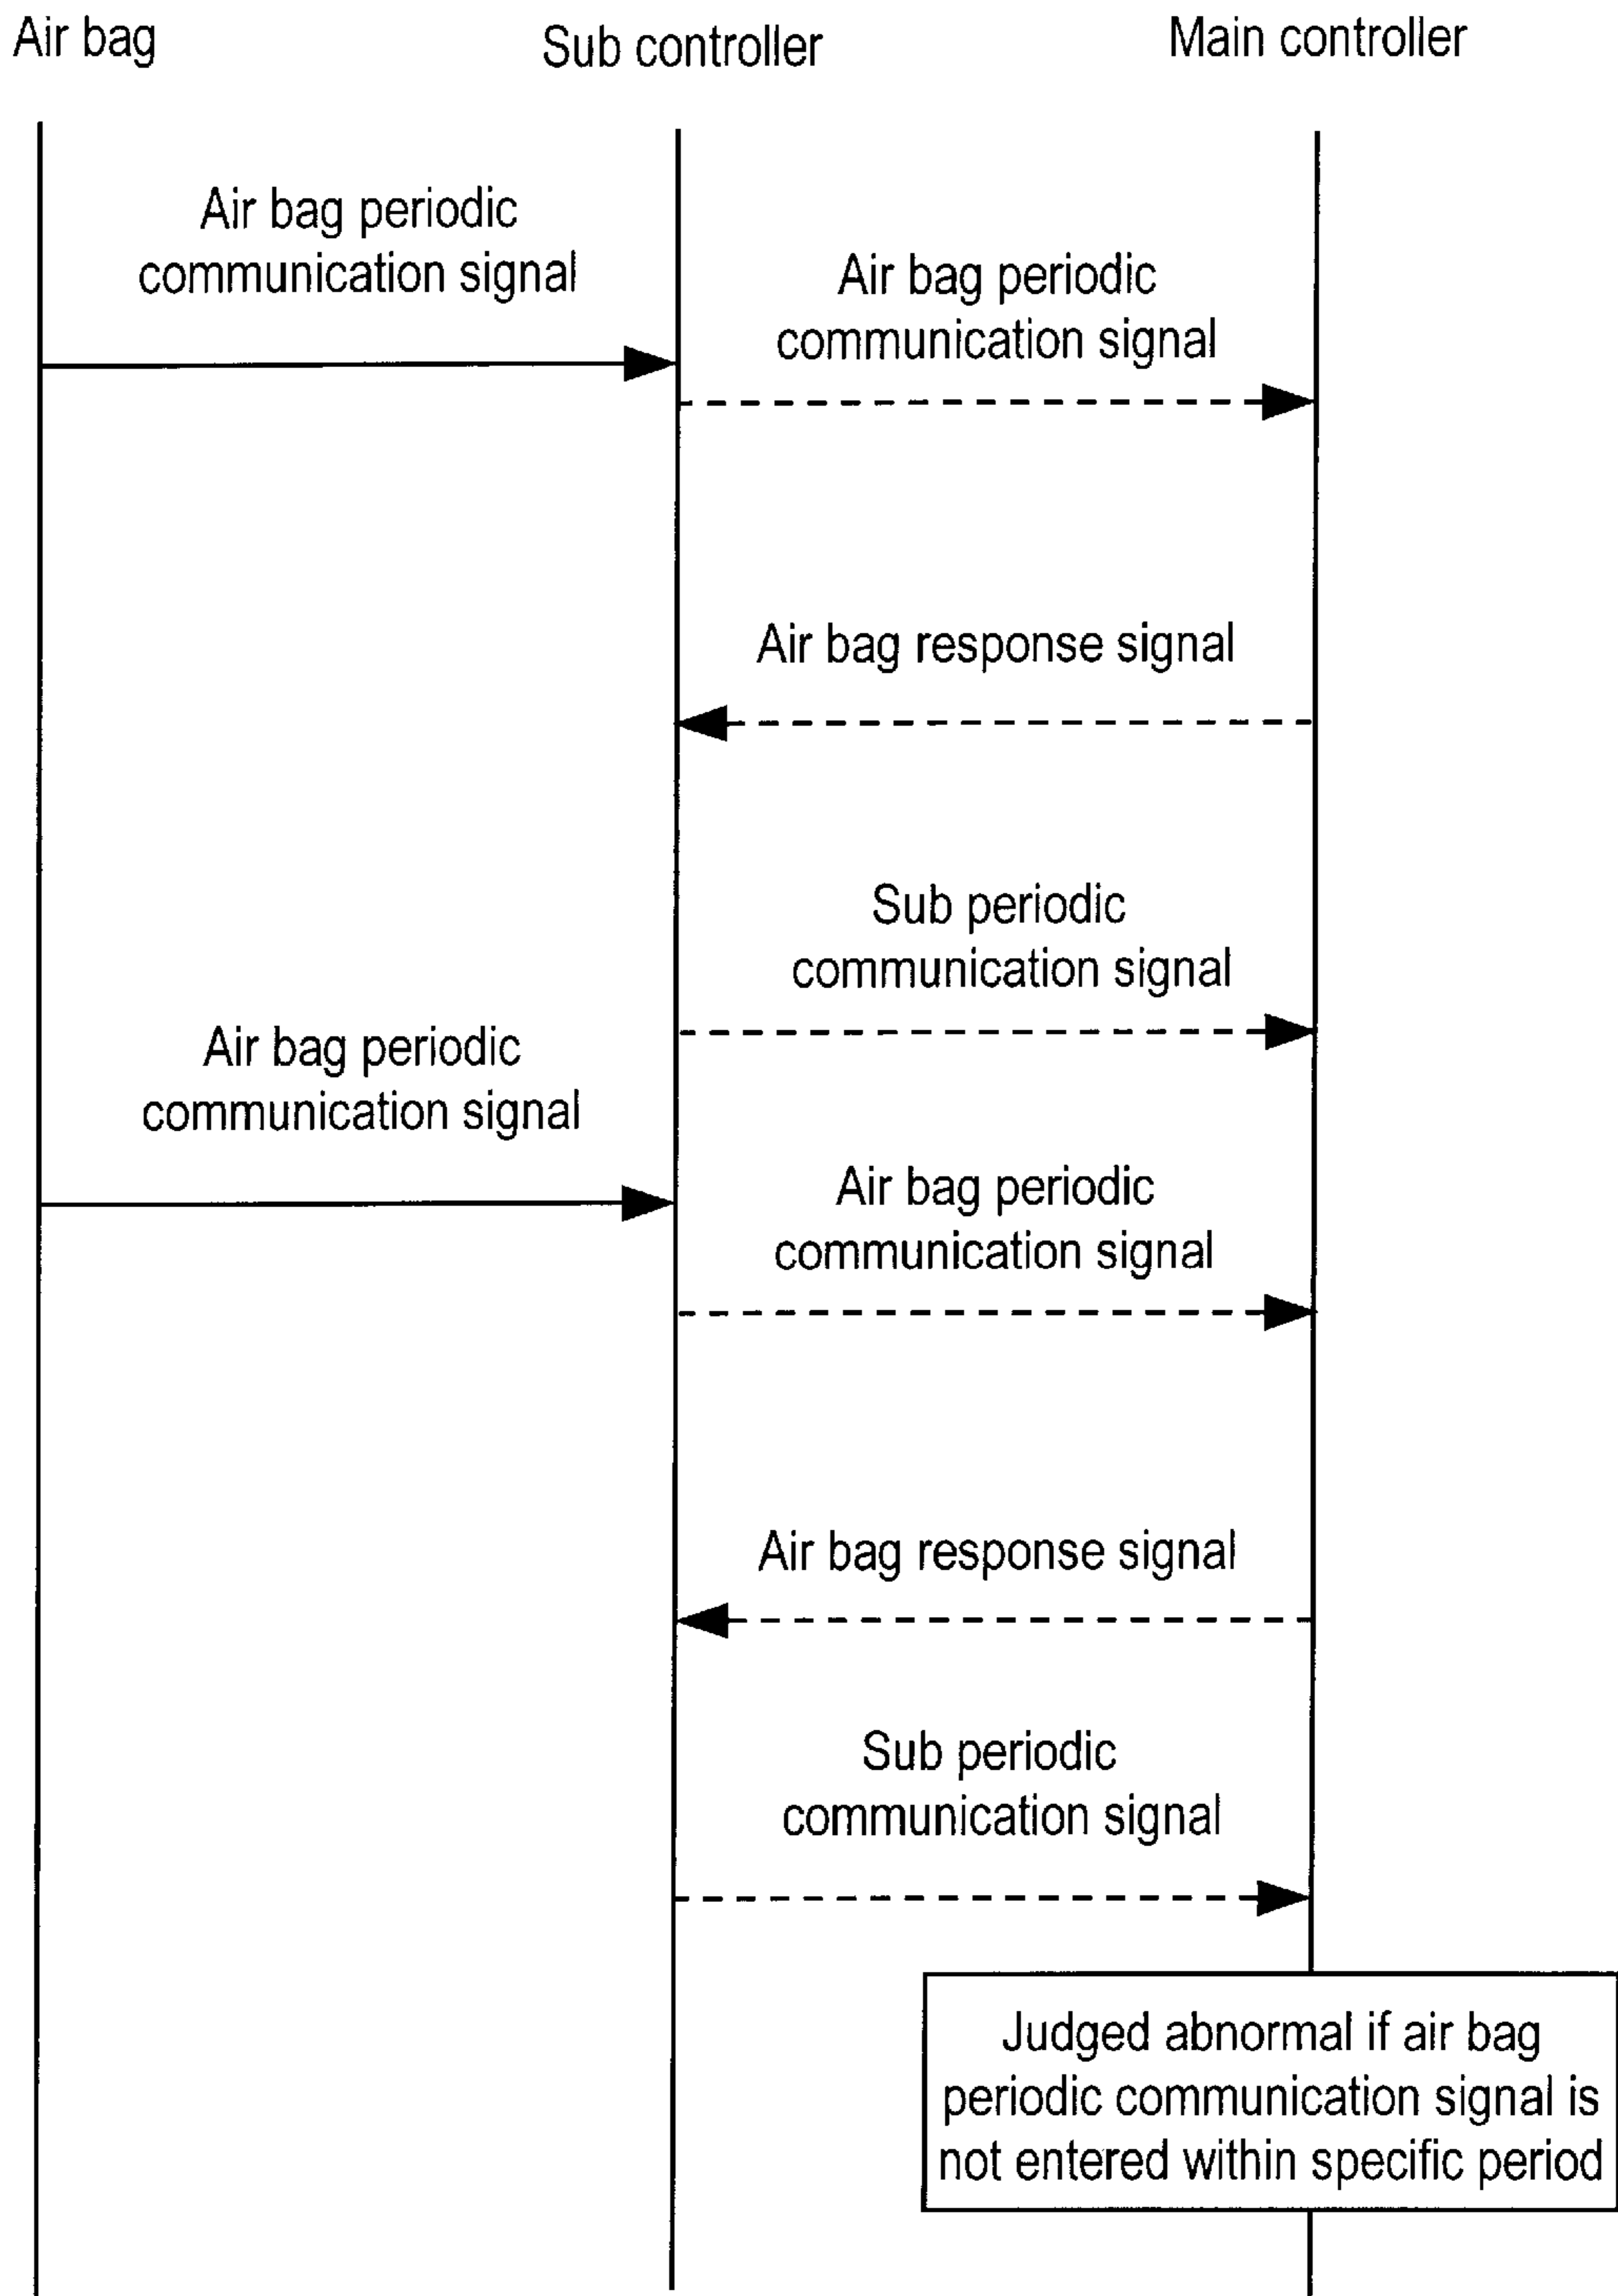 Air bag
Sub controller
Main controller
Air bag periodic
communication signal
Air bag periodic
communication signal
Air bag response signal
Sub periodic
communication signal
Air bag periodic
communication signal
Air bag periodic
communication signal
Air bag response signal
Sub periodic
communication signal
Judged abnormal if air bag
periodic communication signal is
not entered within specific period